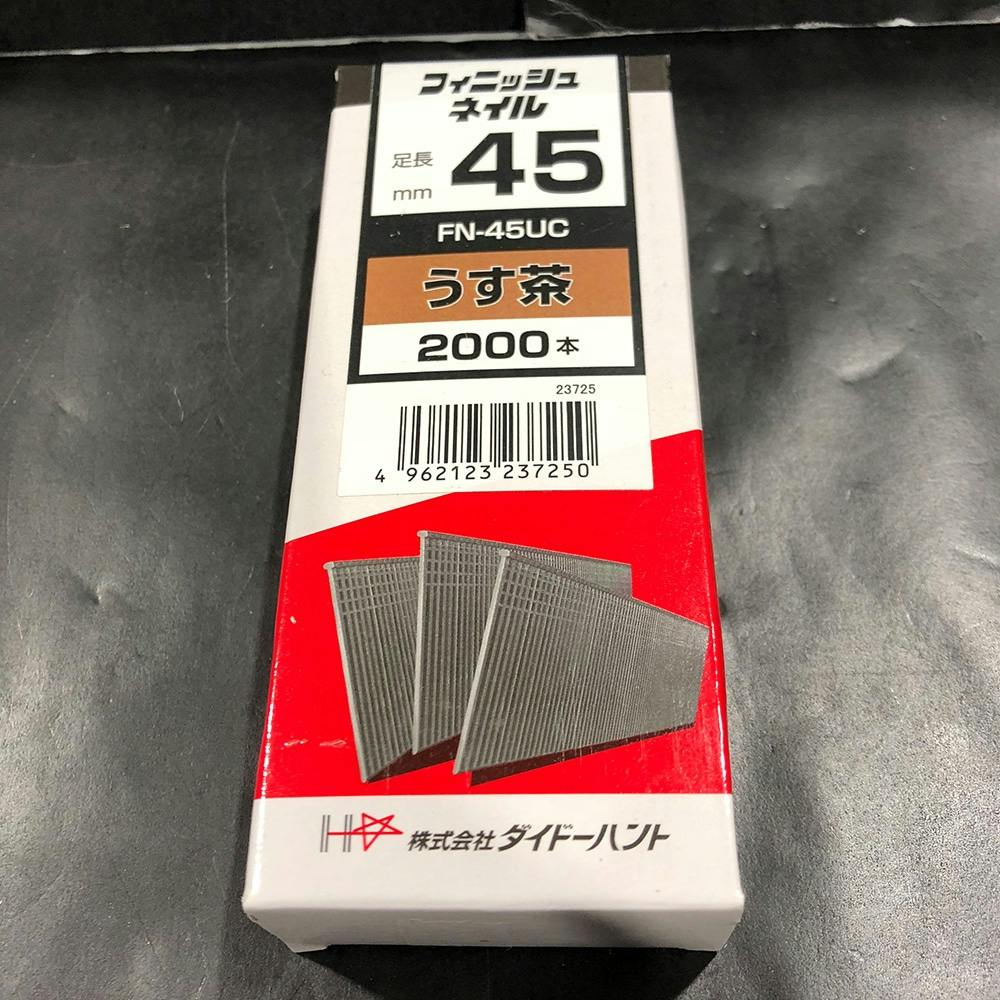 フィニッシュ
ネイル
足長
mm
45
FN-45UC
うす茶
2000本
23725
4 962123 237250
株式会社 ダイドーハント